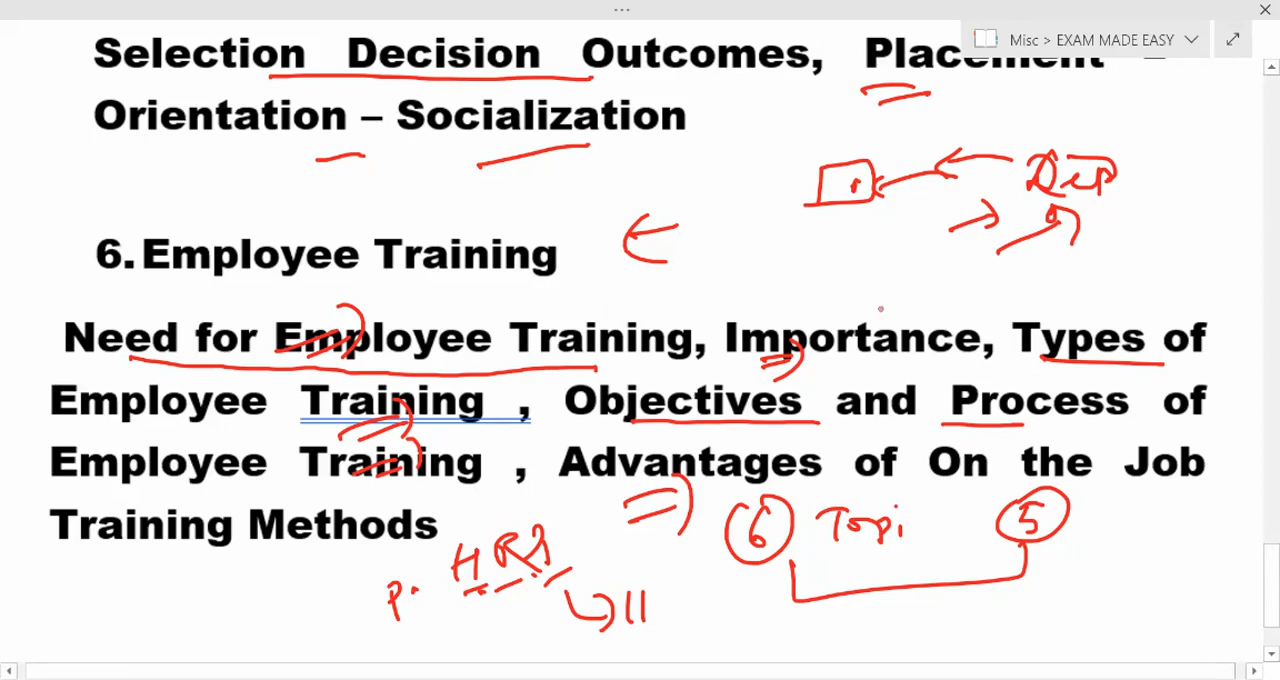 Misc > EXAM MADE EASY
Selection Decision Outcomes, Placement –
Orientation – Socialization
6. Employee Training
Need for Employee Training, Importance, Types of
Employee Training , Objectives and Process of
Employee Training , Advantages of On the Job
Training Methods
6 Topi 5